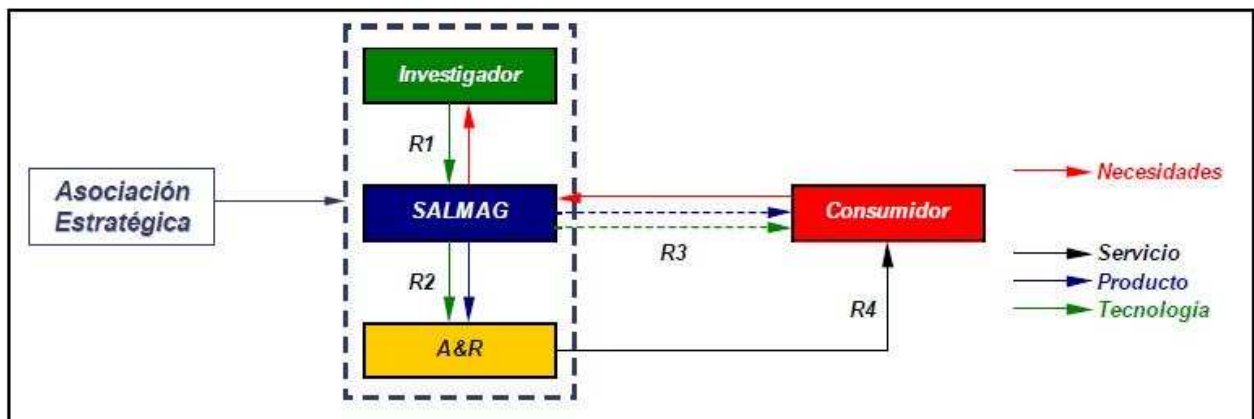 Investigador
R1
Asociación
Estratégica
SALMAG
Consumidor
Necesidades
R2
R3
R4
Servicio
Producto
Tecnología
A&R